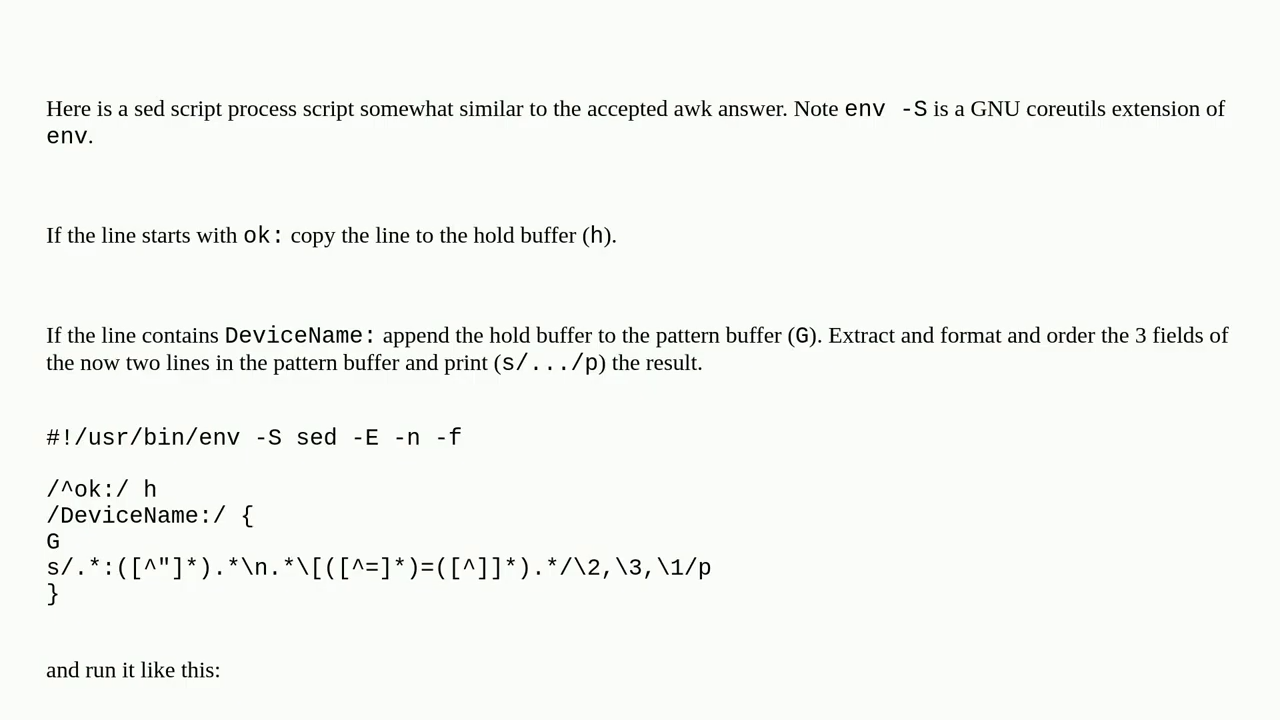 Here is a sed script process script somewhat similar to the accepted awk answer. Note env -S is a GNU coreutils extension of
env.
If the line starts with ok: copy the line to the hold buffer (h).
If the line contains DeviceName: append the hold buffer to the pattern buffer (G). Extract and format and order the 3 fields of
the now two lines in the pattern buffer and print (s/.../p) the result.
#!/usr/bin/env -S sed -E -n -f
/^ok:/ h
/DeviceName:/ {
G
s/.*:([^"]*).*\n.*\[([^=]*)=([^]]*).*/\2,\3,\1/p
}
and run it like this: